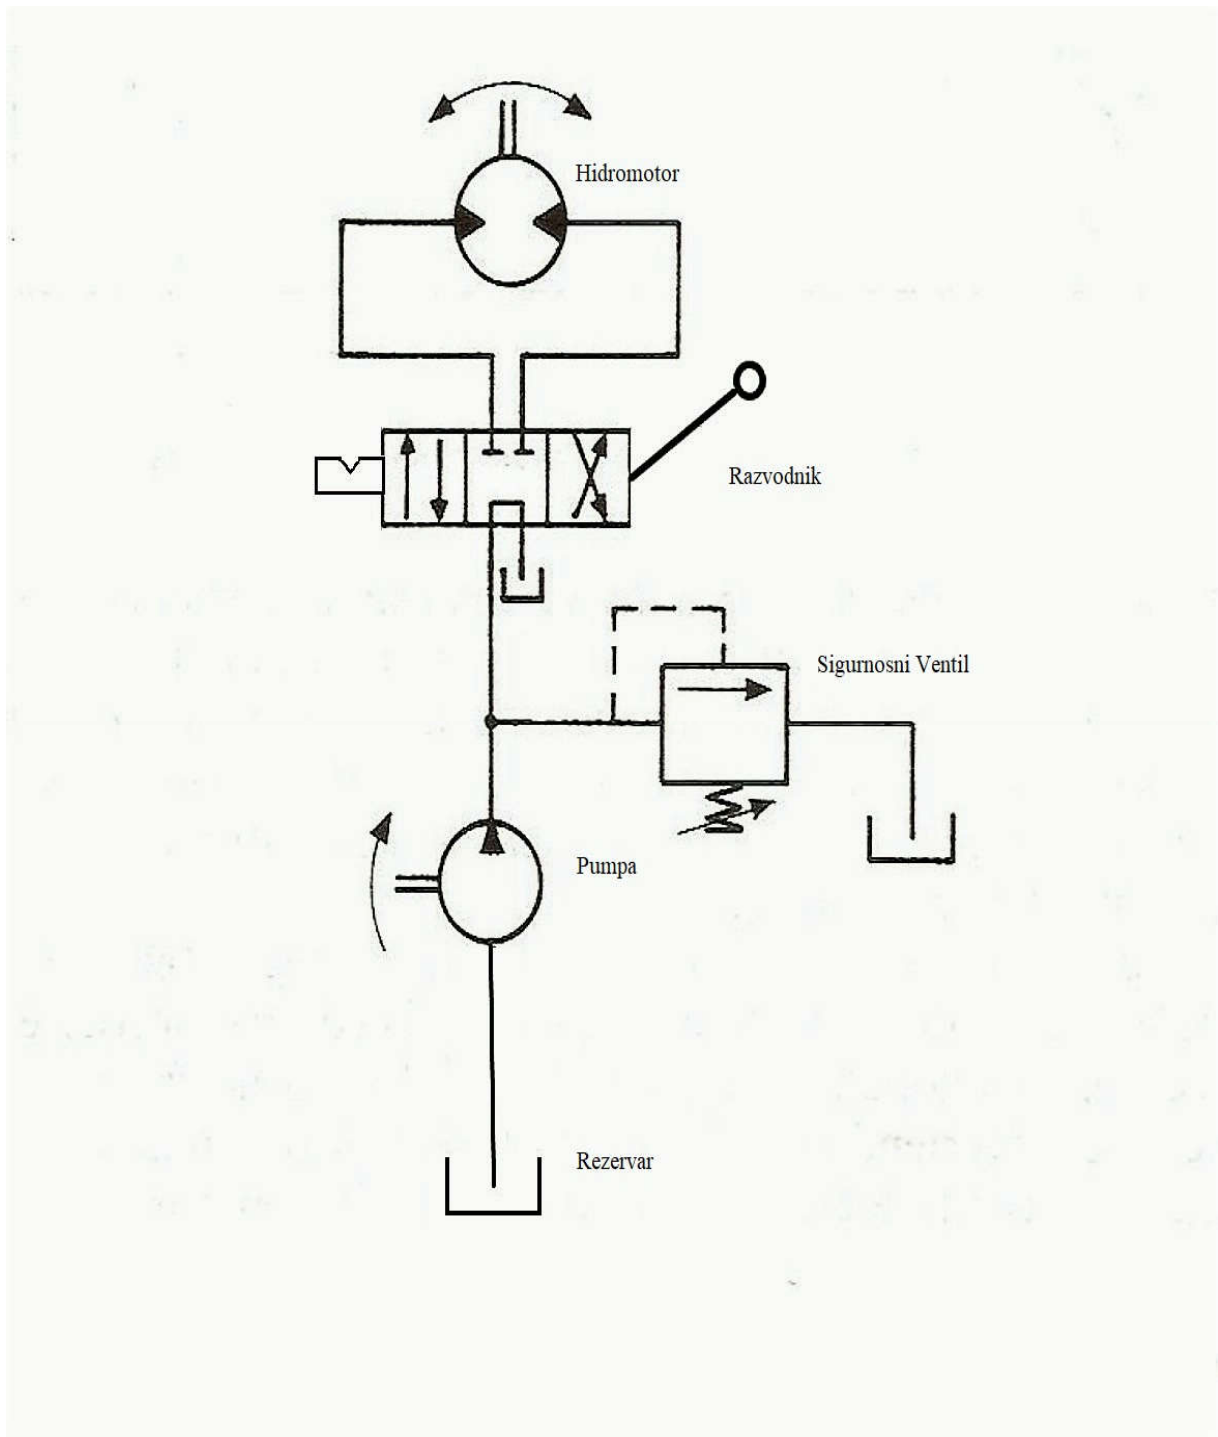 Hidromotor
Razvodnik
Sigurnosni Ventil
Pumpa
Rezervar